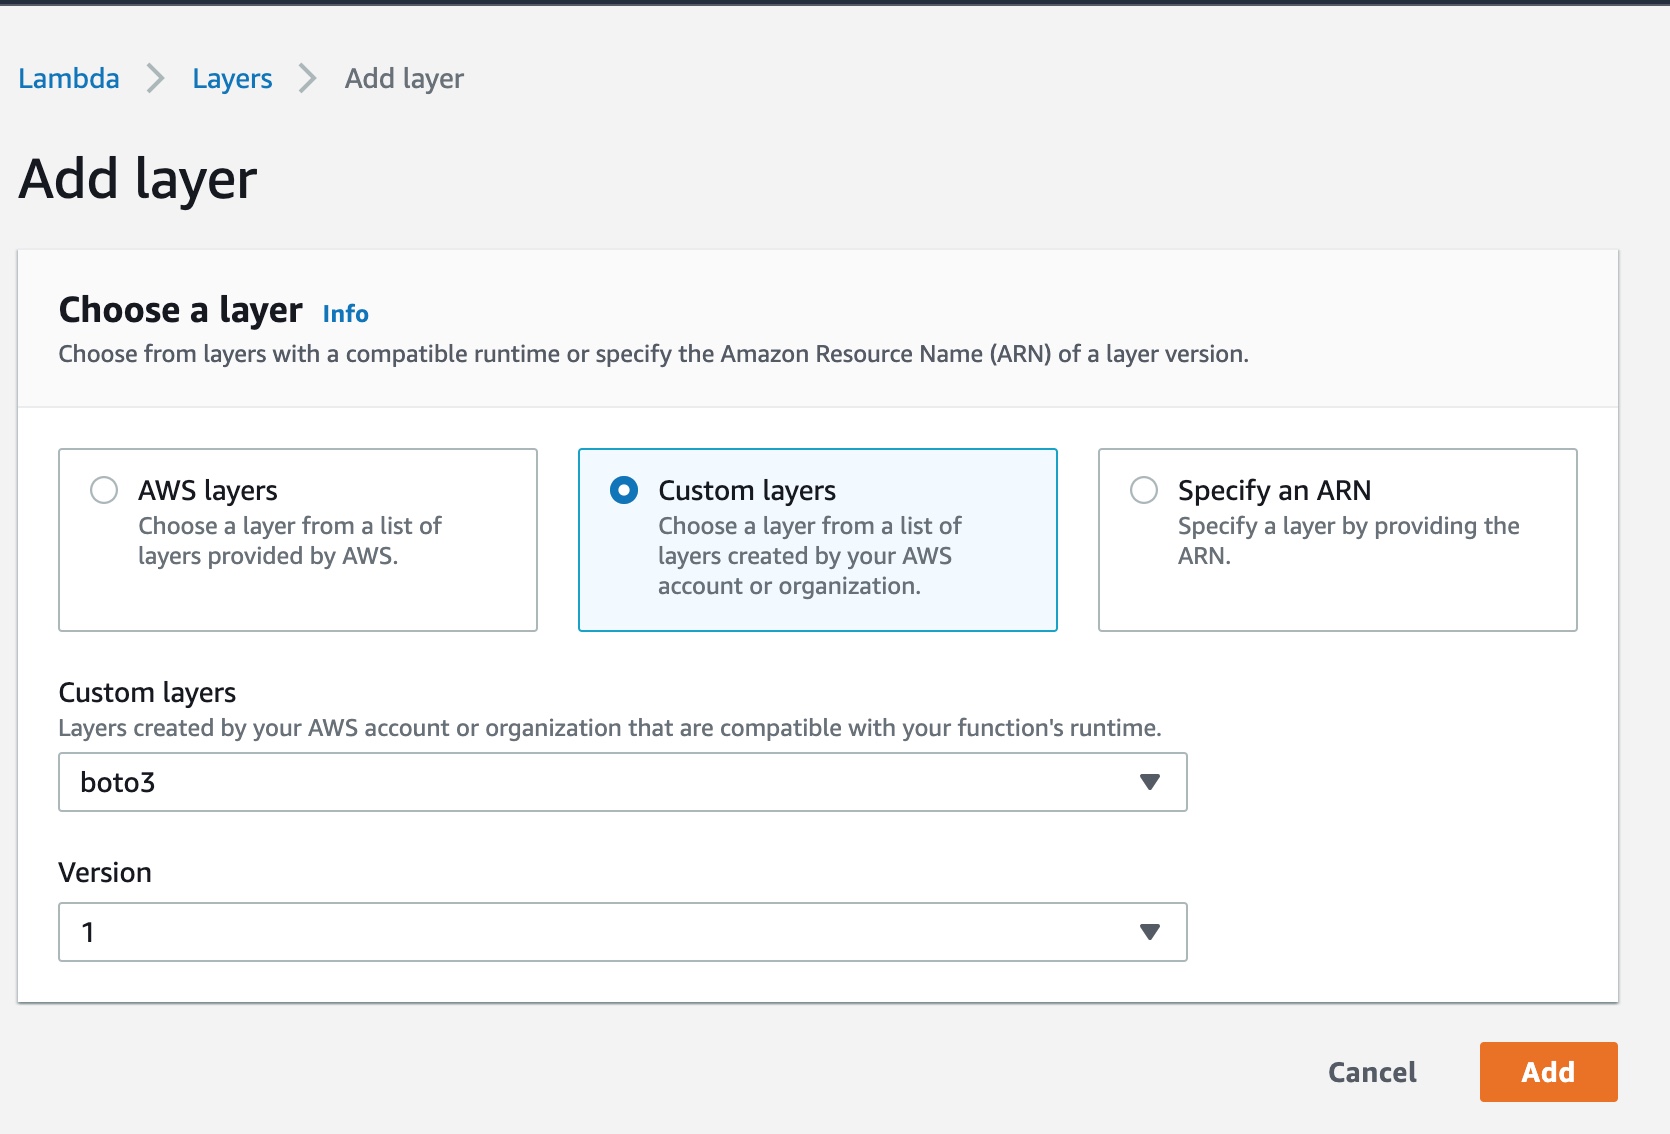 Lambda Layers Add layer
Add layer
Choose a layer Info
Choose from layers with a compatible runtime or specify the Amazon Resource Name (ARN) of a layer version.
AWS layers
Choose a layer from a list of
layers provided by AWS.
Custom layers
Choose a layer from a list of
layers created by your AWS
account or organization.
Specify an ARN
Specify a layer by providing the
ARN.
Custom layers
Layers created by your AWS account or organization that are compatible with your function's runtime.
boto3
Version
1
Cancel Add